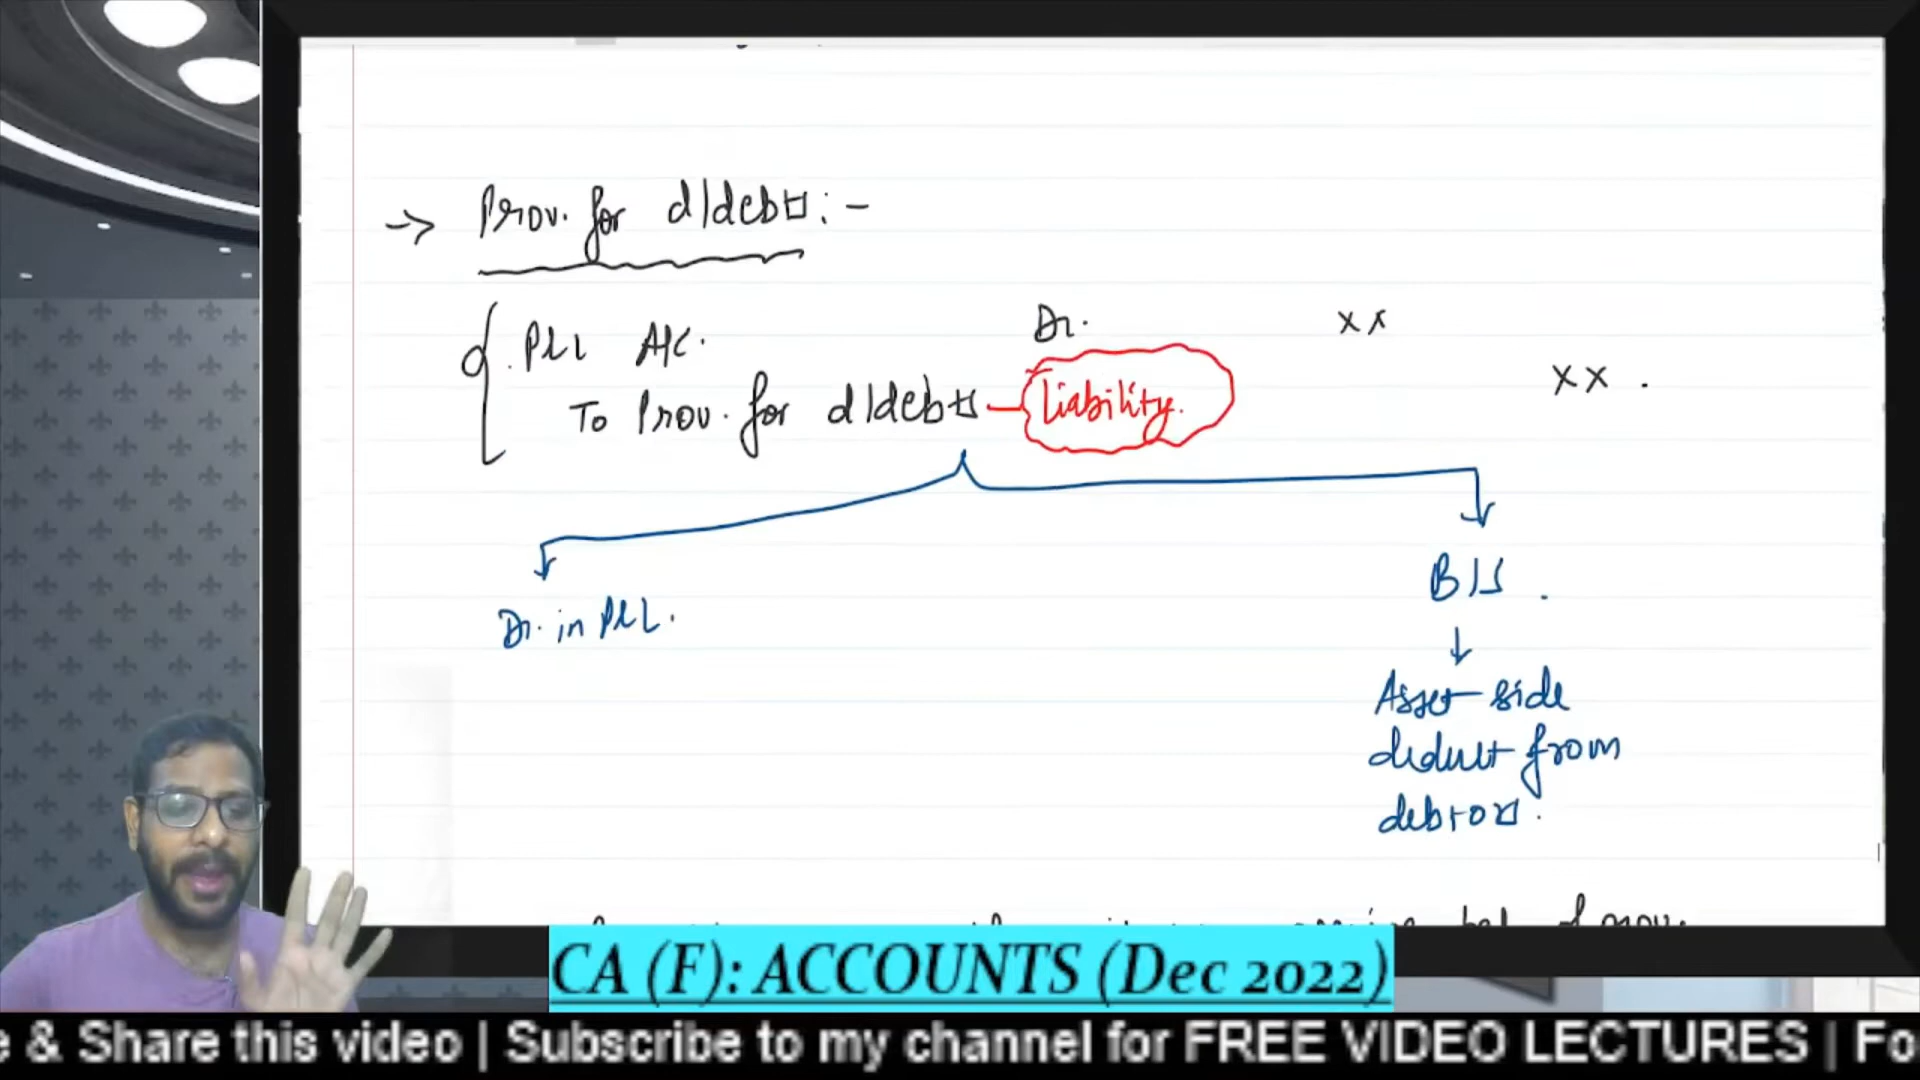 → Prov. for d/debts:-
P&L A/c. Dr. xx
To Prov. for d/debts - liability. xx.
Dr. in P&L.
B/S.
↓
Asset side
deduct from
debtors.
CA (F): ACCOUNTS (Dec 2022)
e & Share this video | Subscribe to my channel for FREE VIDEO LECTURES | Fo